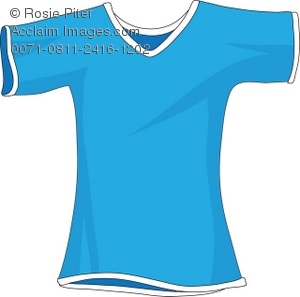 © Rosie Piter
Acclaim Images.com
0071-0811-2416-1202